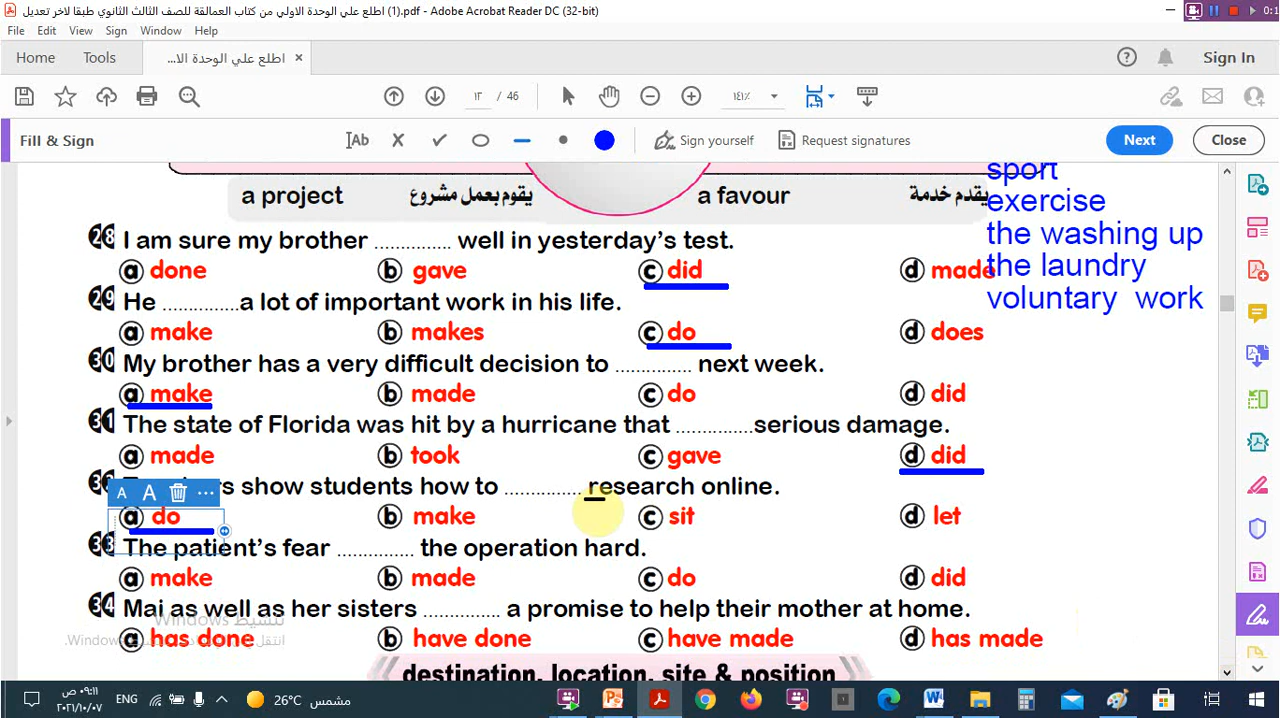 اطلع علي الوحدة الاولي من كتاب العمالقة للصف الثالث الثانوي طبقا لاخر تعديل (1).pdf - Adobe Acrobat Reader DC (32-bit)
File Edit View Sign Window Help
Home Tools اطلع علي الوحدة الا... × Sign In
١٣ / 46 ١٤١٪
Fill & Sign Ab Sign yourself Request signatures Next Close
sport
a project يقوم بعمل مشروع a favour يقدم خدمة
exercise
the washing up
the laundry
voluntary work
28 I am sure my brother ............... well in yesterday's test.
a done b gave c did d made
29 He ...............a lot of important work in his life.
a make b makes c do d does
30 My brother has a very difficult decision to ............... next week.
a make b made c do d did
31 The state of Florida was hit by a hurricane that ...............serious damage.
a made b took c gave d did
show students how to ............... research online.
a do b make c sit d let
33 The patient's fear ............... the operation hard.
a make b made c do d did
34 Mai as well as her sisters ............... a promise to help their mother at home.
a has done b have done c have made d has made
تنشيط Windows
destination, location, site & position
ENG 26°C مشمس
٠٩:١١ ص
٢٠٢١/١٠/٠٧